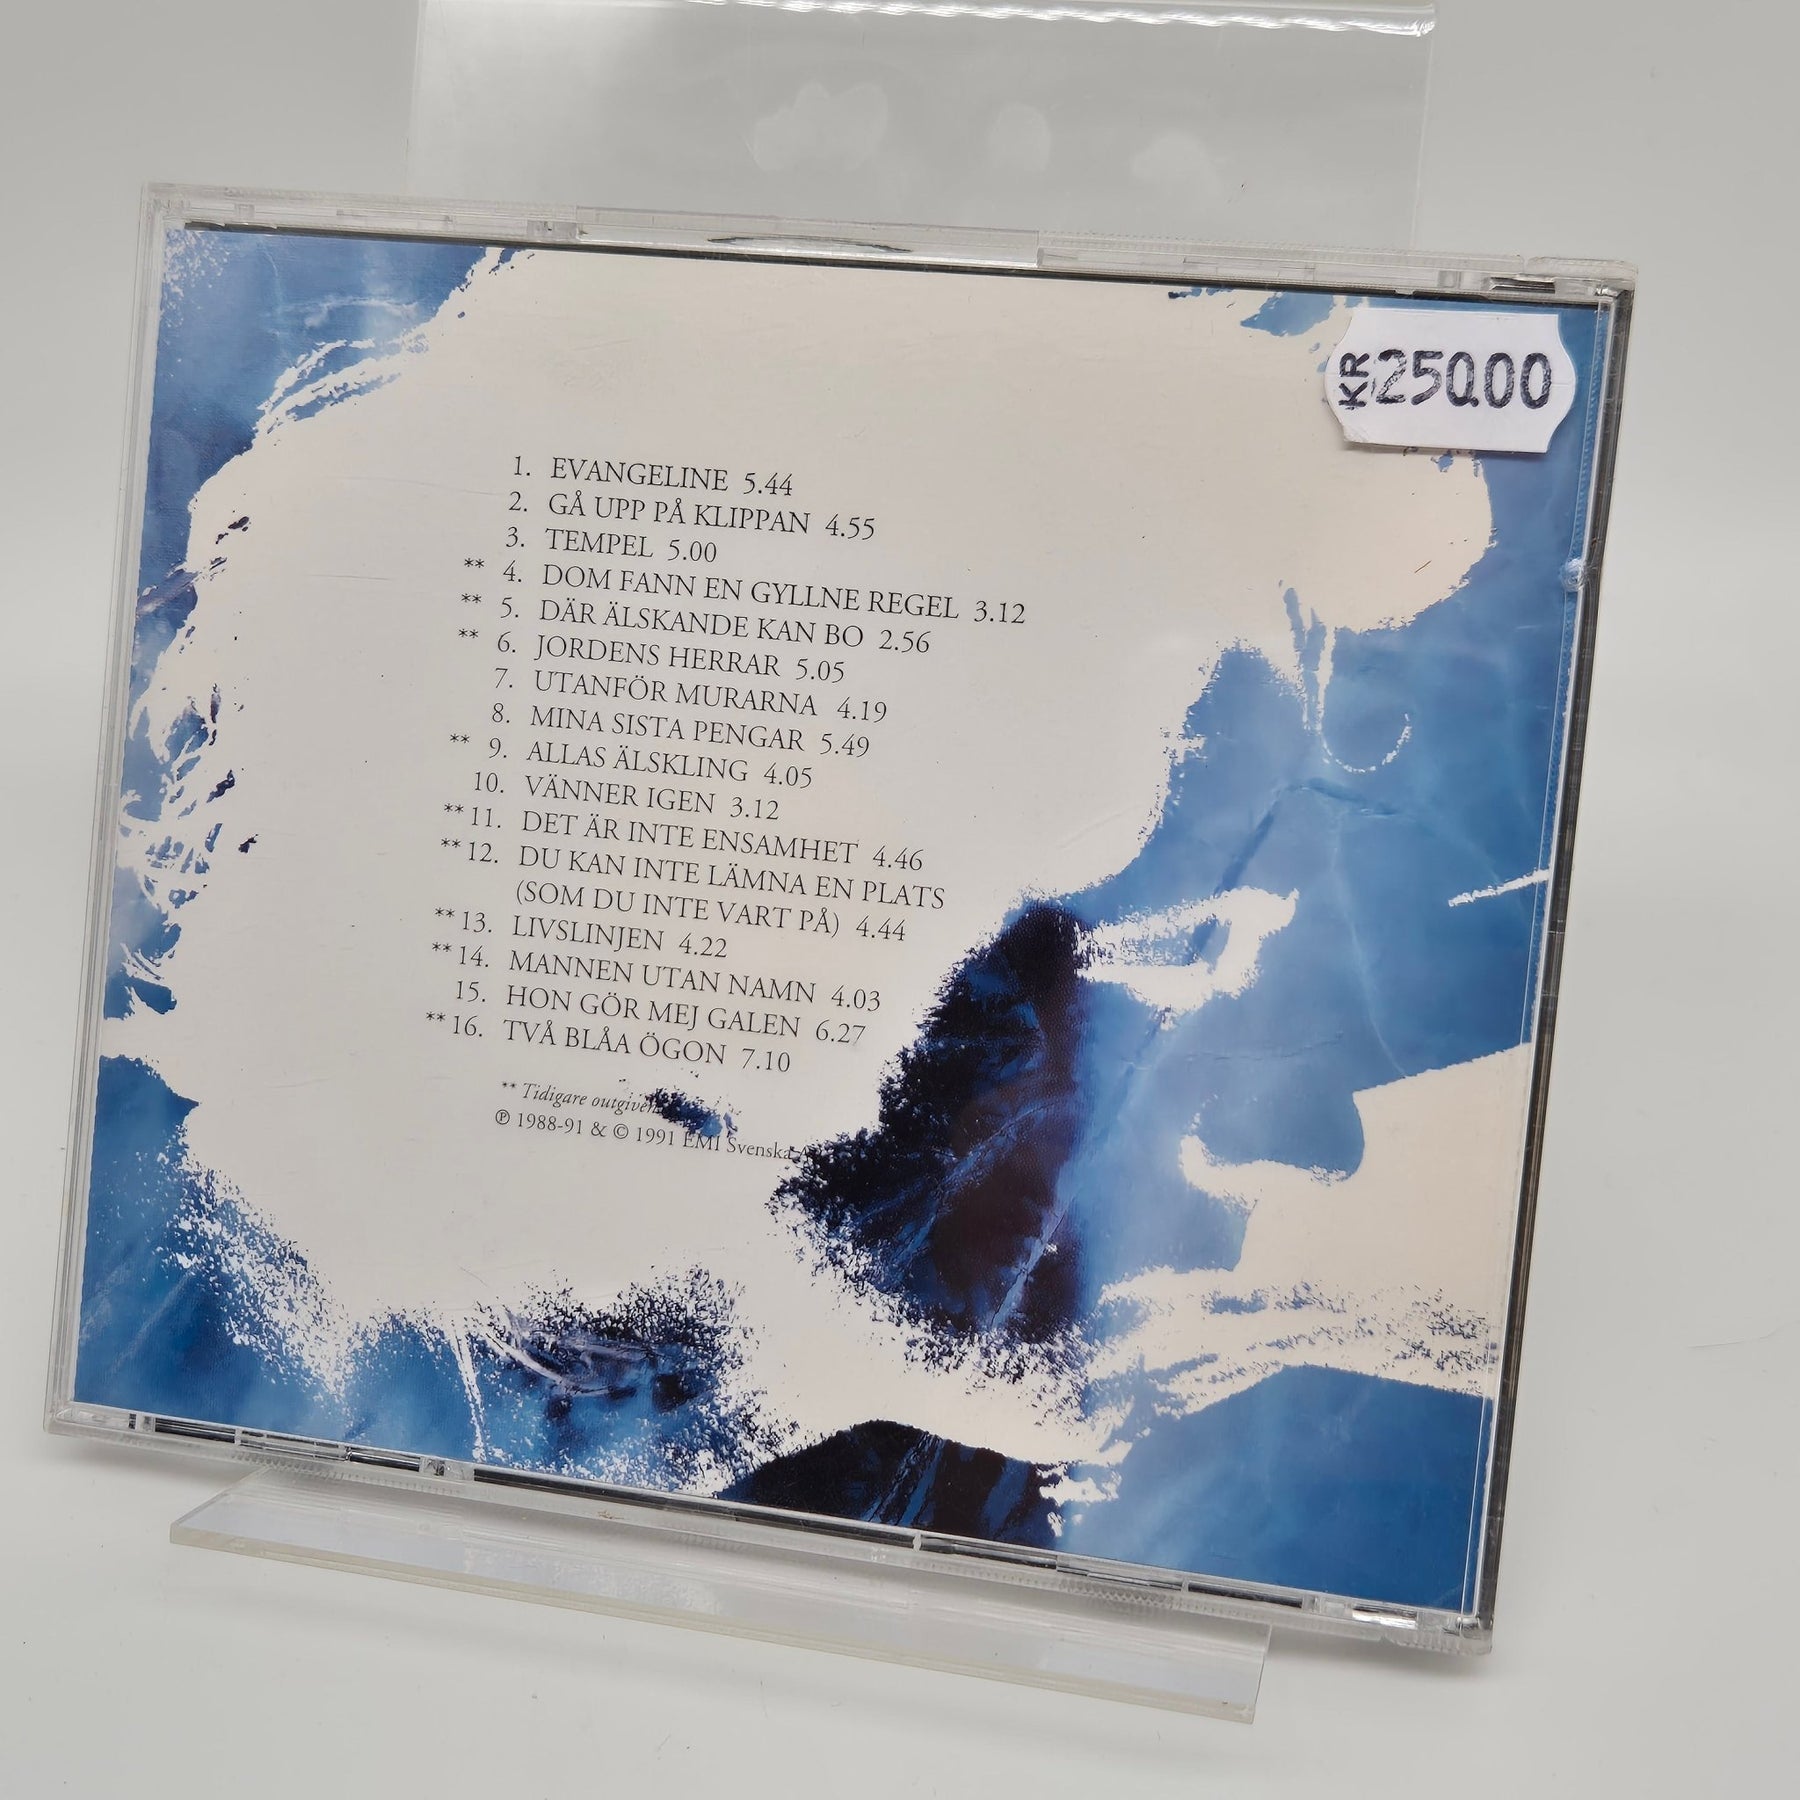 KR 250.00
1. EVANGELINE 5.44
2. GÅ UPP PÅ KLIPPAN 4.55
3. TEMPEL 5.00
** 4. DOM FANN EN GYLLNE REGEL 3.12
** 5. DÄR ÄLSKANDE KAN BO 2.56
** 6. JORDENS HERRAR 5.05
7. UTANFÖR MURARNA 4.19
8. MINA SISTA PENGAR 5.49
** 9. ALLAS ÄLSKLING 4.05
10. VÄNNER IGEN 3.12
** 11. DET ÄR INTE ENSAMHET 4.46
** 12. DU KAN INTE LÄMNA EN PLATS
(SOM DU INTE VART PÅ) 4.44
** 13. LIVSLINJEN 4.22
** 14. MANNEN UTAN NAMN 4.03
15. HON GÖR MEJ GALEN 6.27
** 16. TVÅ BLÅA ÖGON 7.10
** Tidigare outgiven
℗ 1988-91 & © 1991 EMI Svenska A